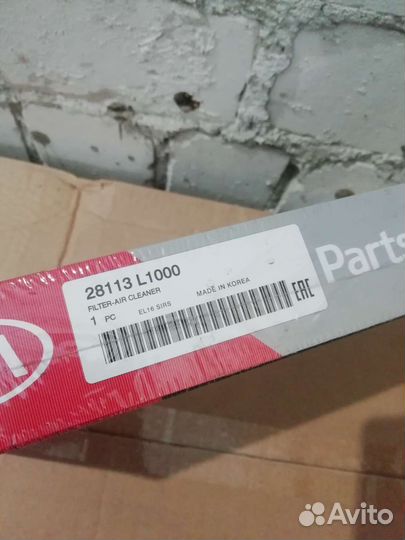 28113 L1000
FILTER-AIR CLEANER
1 PC EL16 SIRS MADE IN KOREA
EAC
Parts
Avito